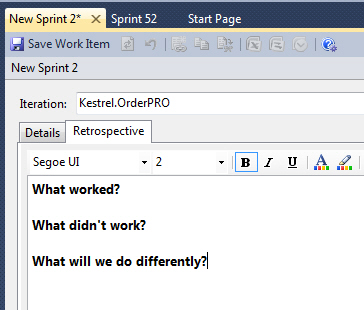 New Sprint 2* Sprint 52 Start Page
Save Work Item
New Sprint 2
Iteration: Kestrel.OrderPRO
Details Retrospective
Segoe UI 2 B I U A
What worked?
What didn't work?
What will we do differently?